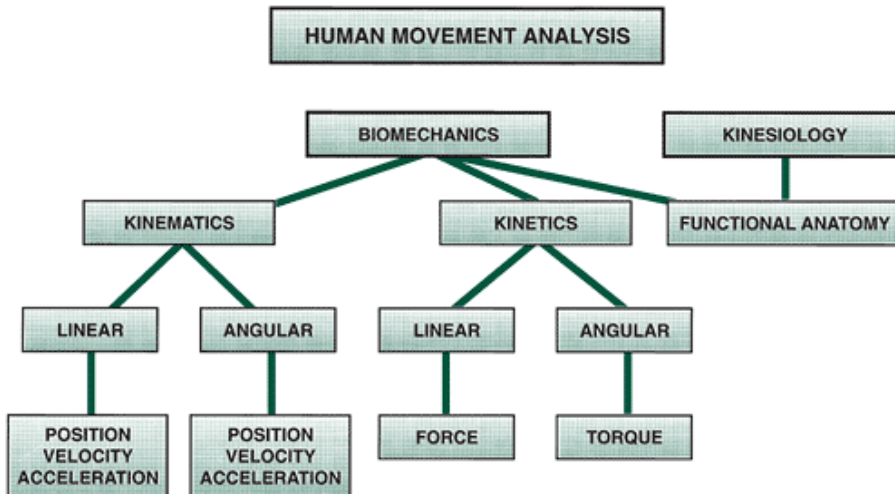 HUMAN MOVEMENT ANALYSIS
BIOMECHANICS
KINESIOLOGY
KINEMATICS
KINETICS
FUNCTIONAL ANATOMY
LINEAR
ANGULAR
LINEAR
ANGULAR
POSITION
VELOCITY
ACCELERATION
POSITION
VELOCITY
ACCELERATION
FORCE
TORQUE